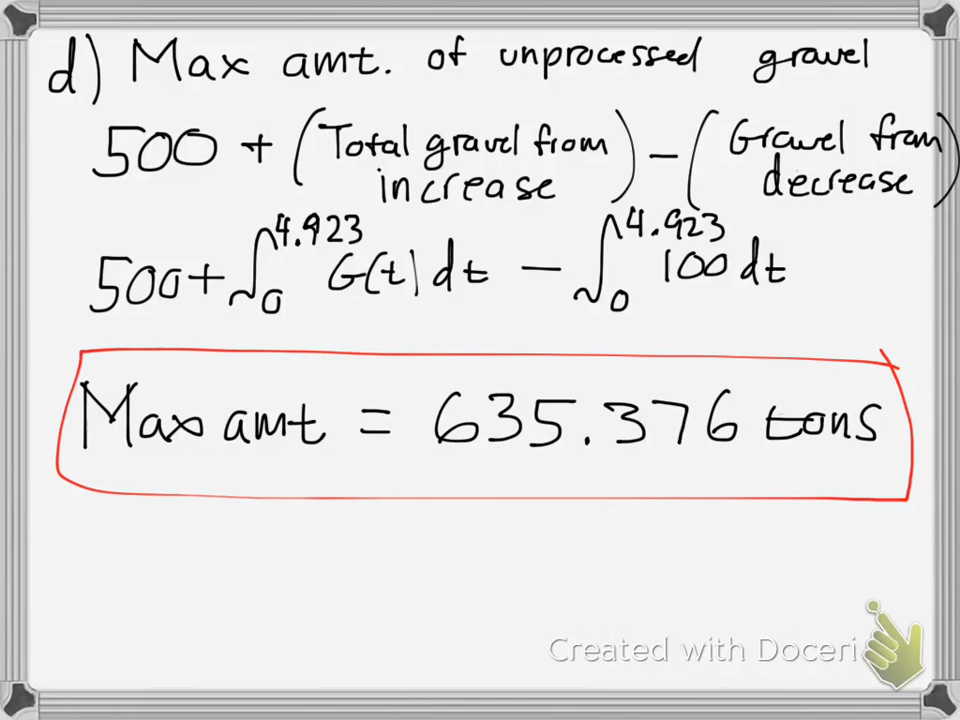 d) Max amt. of unprocessed gravel
500 + (Total gravel from increase) − (Gravel from decrease)
500 + ∫₀^4.923 G(t) dt − ∫₀^4.923 100 dt
Max amt = 635.376 tons
Created with Doceri